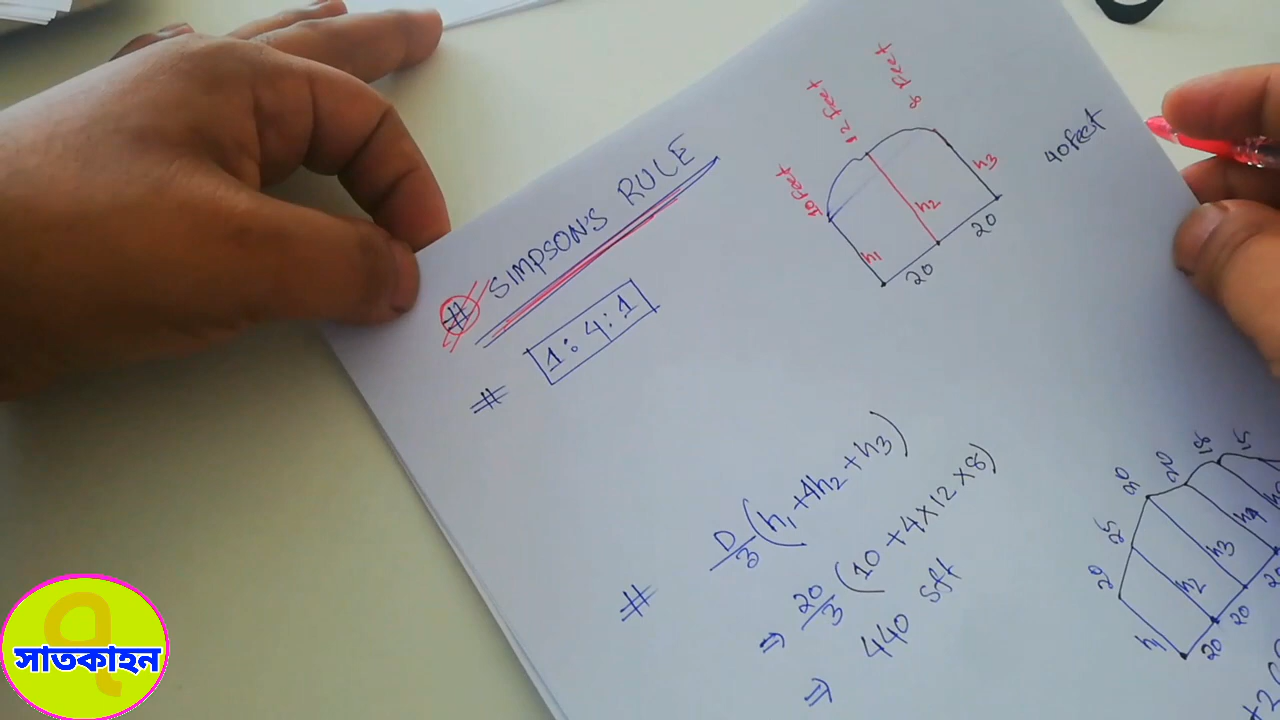 # SIMPSON'S RULE
# 1:4:1
10 Feet
12 Feet
8 Feet
h1
h2
h3
20
20
40 Feet
# D/3 (h1 + 4h2 + h3)
⇒ 20/3 (10 + 4×12×8)
⇒ 440 Sft
20
25
20
18
15
h2
h3
h4
20
20
20
সাতকাহন